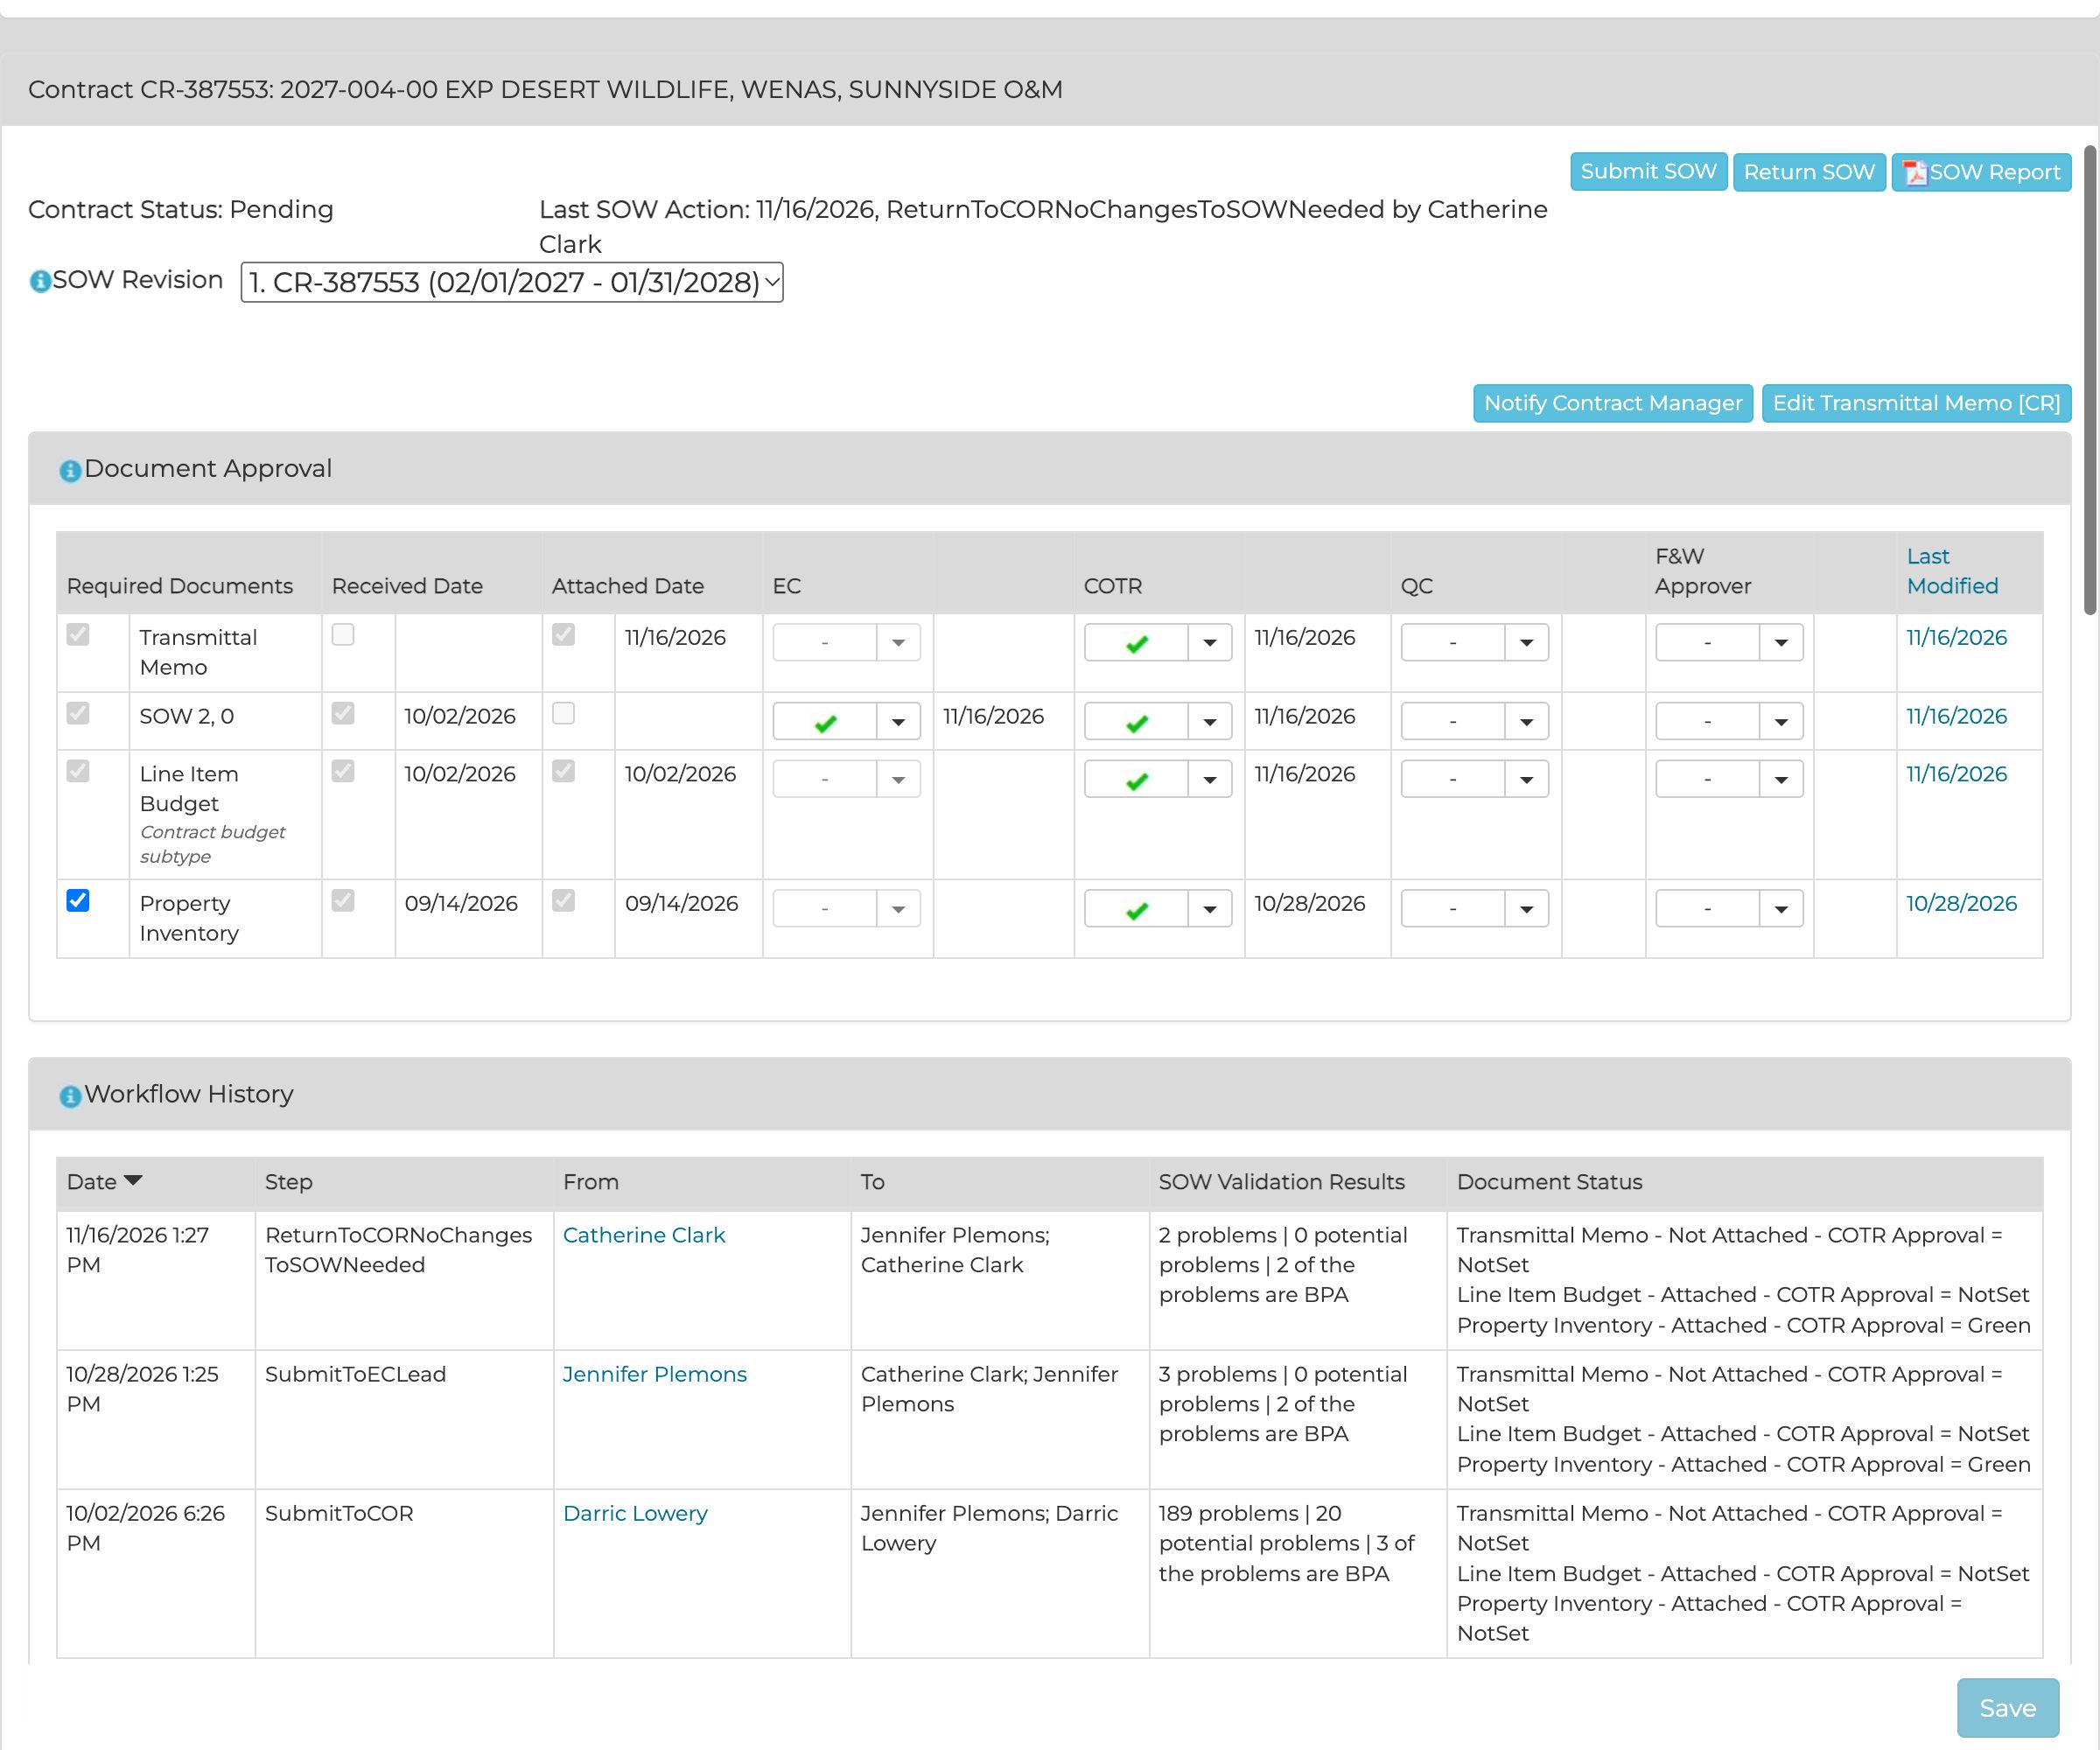 Contract CR-387553: 2027-004-00 EXP DESERT WILDLIFE, WENAS, SUNNYSIDE O&M
Submit SOW Return SOW SOW Report
Contract Status: Pending
Last SOW Action: 11/16/2026, ReturnToCORNoChangesToSOWNeeded by Catherine
Clark
SOW Revision 1. CR-387553 (02/01/2027 - 01/31/2028)
Notify Contract Manager Edit Transmittal Memo [CR]
Document Approval
Required Documents Received Date Attached Date EC COTR QC F&W Approver Last Modified
Transmittal Memo 11/16/2026 - 11/16/2026 - - 11/16/2026
SOW 2, 0 10/02/2026 11/16/2026 11/16/2026 - - 11/16/2026
Line Item Budget 10/02/2026 10/02/2026 - 11/16/2026 - - 11/16/2026
Contract budget subtype
Property Inventory 09/14/2026 09/14/2026 - 10/28/2026 - - 10/28/2026
Workflow History
Date Step From To SOW Validation Results Document Status
11/16/2026 1:27 PM
ReturnToCORNoChanges
ToSOWNeeded
Catherine Clark
Jennifer Plemons;
Catherine Clark
2 problems | 0 potential
problems | 2 of the
problems are BPA
Transmittal Memo - Not Attached - COTR Approval =
NotSet
Line Item Budget - Attached - COTR Approval = NotSet
Property Inventory - Attached - COTR Approval = Green
10/28/2026 1:25 PM
SubmitToECLead
Jennifer Plemons
Catherine Clark; Jennifer
Plemons
3 problems | 0 potential
problems | 2 of the
problems are BPA
Transmittal Memo - Not Attached - COTR Approval =
NotSet
Line Item Budget - Attached - COTR Approval = NotSet
Property Inventory - Attached - COTR Approval = Green
10/02/2026 6:26 PM
SubmitToCOR
Darric Lowery
Jennifer Plemons; Darric
Lowery
189 problems | 20
potential problems | 3 of
the problems are BPA
Transmittal Memo - Not Attached - COTR Approval =
NotSet
Line Item Budget - Attached - COTR Approval = NotSet
Property Inventory - Attached - COTR Approval =
NotSet
Save